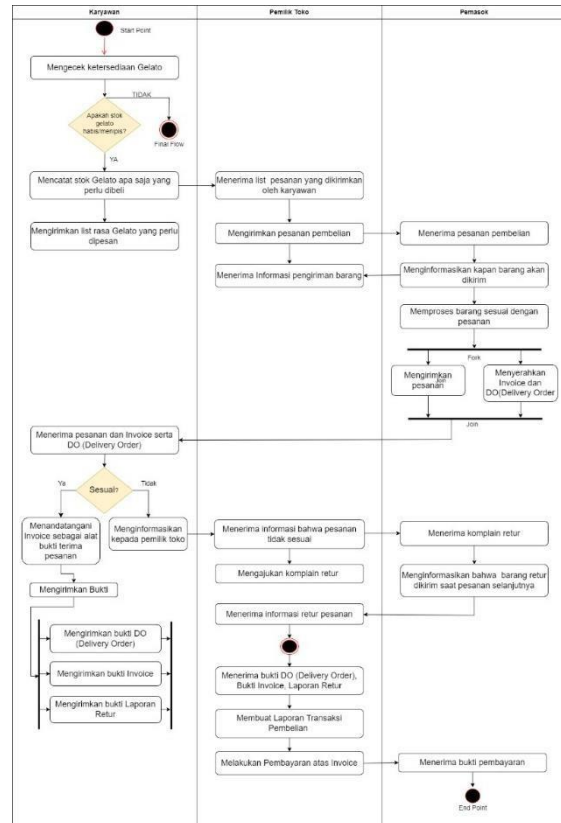 Karyawan
Pemilik Toko
Pemasok
Start Point
Mengecek ketersediaan Gelato
TIDAK
Apakah stok
gelato
habis/menipis?
Final Flow
YA
Mencatat stok Gelato apa saja yang
perlu dibeli
Menerima list pesanan yang dikirimkan
oleh karyawan
Mengirimkan list rasa Gelato yang perlu
dipesan
Mengirimkan pesanan pembelian
Menerima pesanan pembelian
Menerima Informasi pengiriman barang
Menginformasikan kapan barang akan
dikirim
Memproses barang sesuai dengan
pesanan
Fork
Mengirimkan
pesanan
Join
Menyerahkan
Invoice dan
DO(Delivery Order
Join
Menerima pesanan dan Invoice serta
DO (Delivery Order)
Ya
Sesuai?
Tidak
Menandatangani
Invoice sebagai alat
bukti terima
pesanan
Menginformasikan
kepada pemilik toko
Menerima informasi bahwa pesanan
tidak sesuai
Menerima komplain retur
Mengajukan komplain retur
Menginformasikan bahwa barang retur
dikirim saat pesanan selanjutnya
Mengirimkan Bukti
Menerima informasi retur pesanan
Mengirimkan bukti DO
(Delivery Order)
Mengirimkan bukti Invoice
Mengirimkan bukti Laporan
Retur
Menerima bukti DO (Delivery Order),
Bukti Invoice, Laporan Retur
Membuat Laporan Transaksi
Pembelian
Melakukan Pembayaran atas Invoice
Menerima bukti pembayaran
End Point